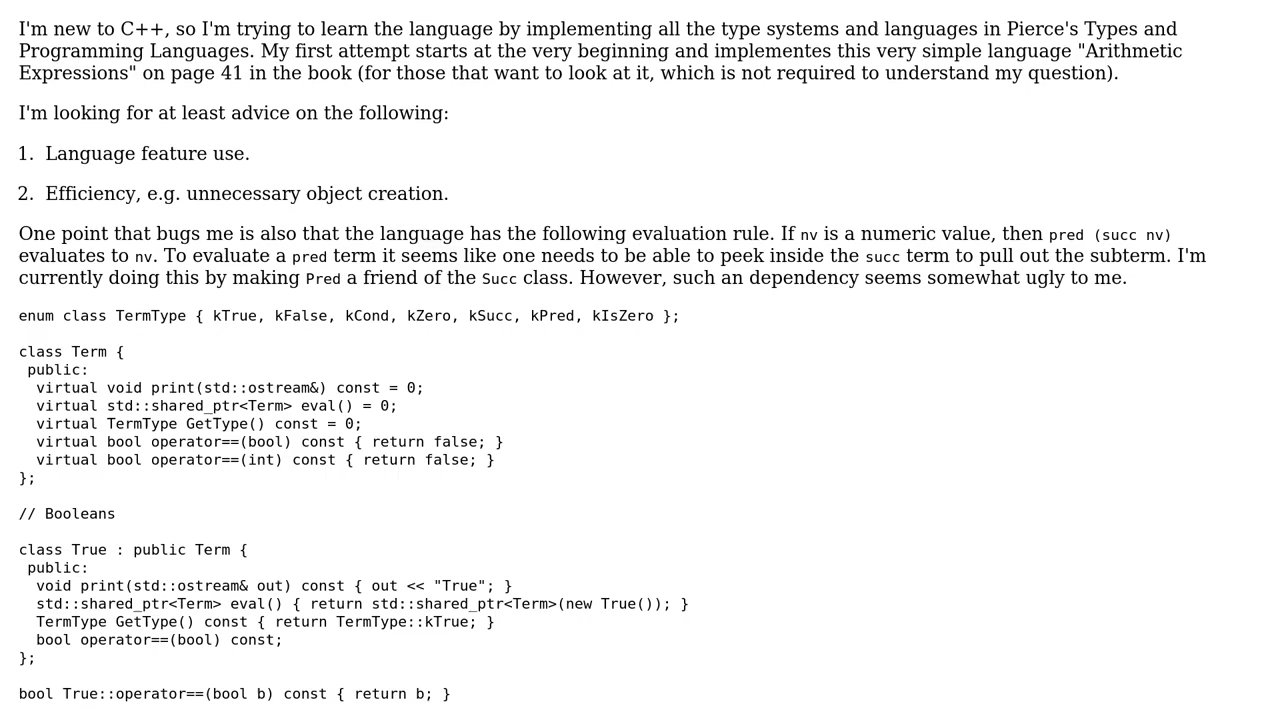 I'm new to C++, so I'm trying to learn the language by implementing all the type systems and languages in Pierce's Types and
Programming Languages. My first attempt starts at the very beginning and implementes this very simple language "Arithmetic
Expressions" on page 41 in the book (for those that want to look at it, which is not required to understand my question).
I'm looking for at least advice on the following:
1. Language feature use.
2. Efficiency, e.g. unnecessary object creation.
One point that bugs me is also that the language has the following evaluation rule. If nv is a numeric value, then pred (succ nv)
evaluates to nv. To evaluate a pred term it seems like one needs to be able to peek inside the succ term to pull out the subterm. I'm
currently doing this by making Pred a friend of the Succ class. However, such an dependency seems somewhat ugly to me.
enum class TermType { kTrue, kFalse, kCond, kZero, kSucc, kPred, kIsZero };
class Term {
 public:
  virtual void print(std::ostream&) const = 0;
  virtual std::shared_ptr<Term> eval() = 0;
  virtual TermType GetType() const = 0;
  virtual bool operator==(bool) const { return false; }
  virtual bool operator==(int) const { return false; }
};
// Booleans
class True : public Term {
 public:
  void print(std::ostream& out) const { out << "True"; }
  std::shared_ptr<Term> eval() { return std::shared_ptr<Term>(new True()); }
  TermType GetType() const { return TermType::kTrue; }
  bool operator==(bool) const;
};
bool True::operator==(bool b) const { return b; }